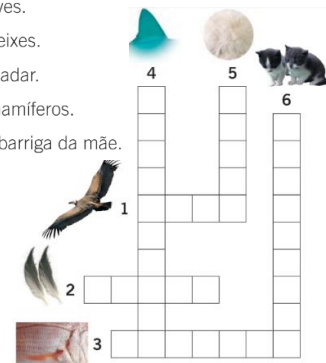 ves.
eixes.
adar.
amíferos.
barriga da mãe.
4 5
6
1
2
3